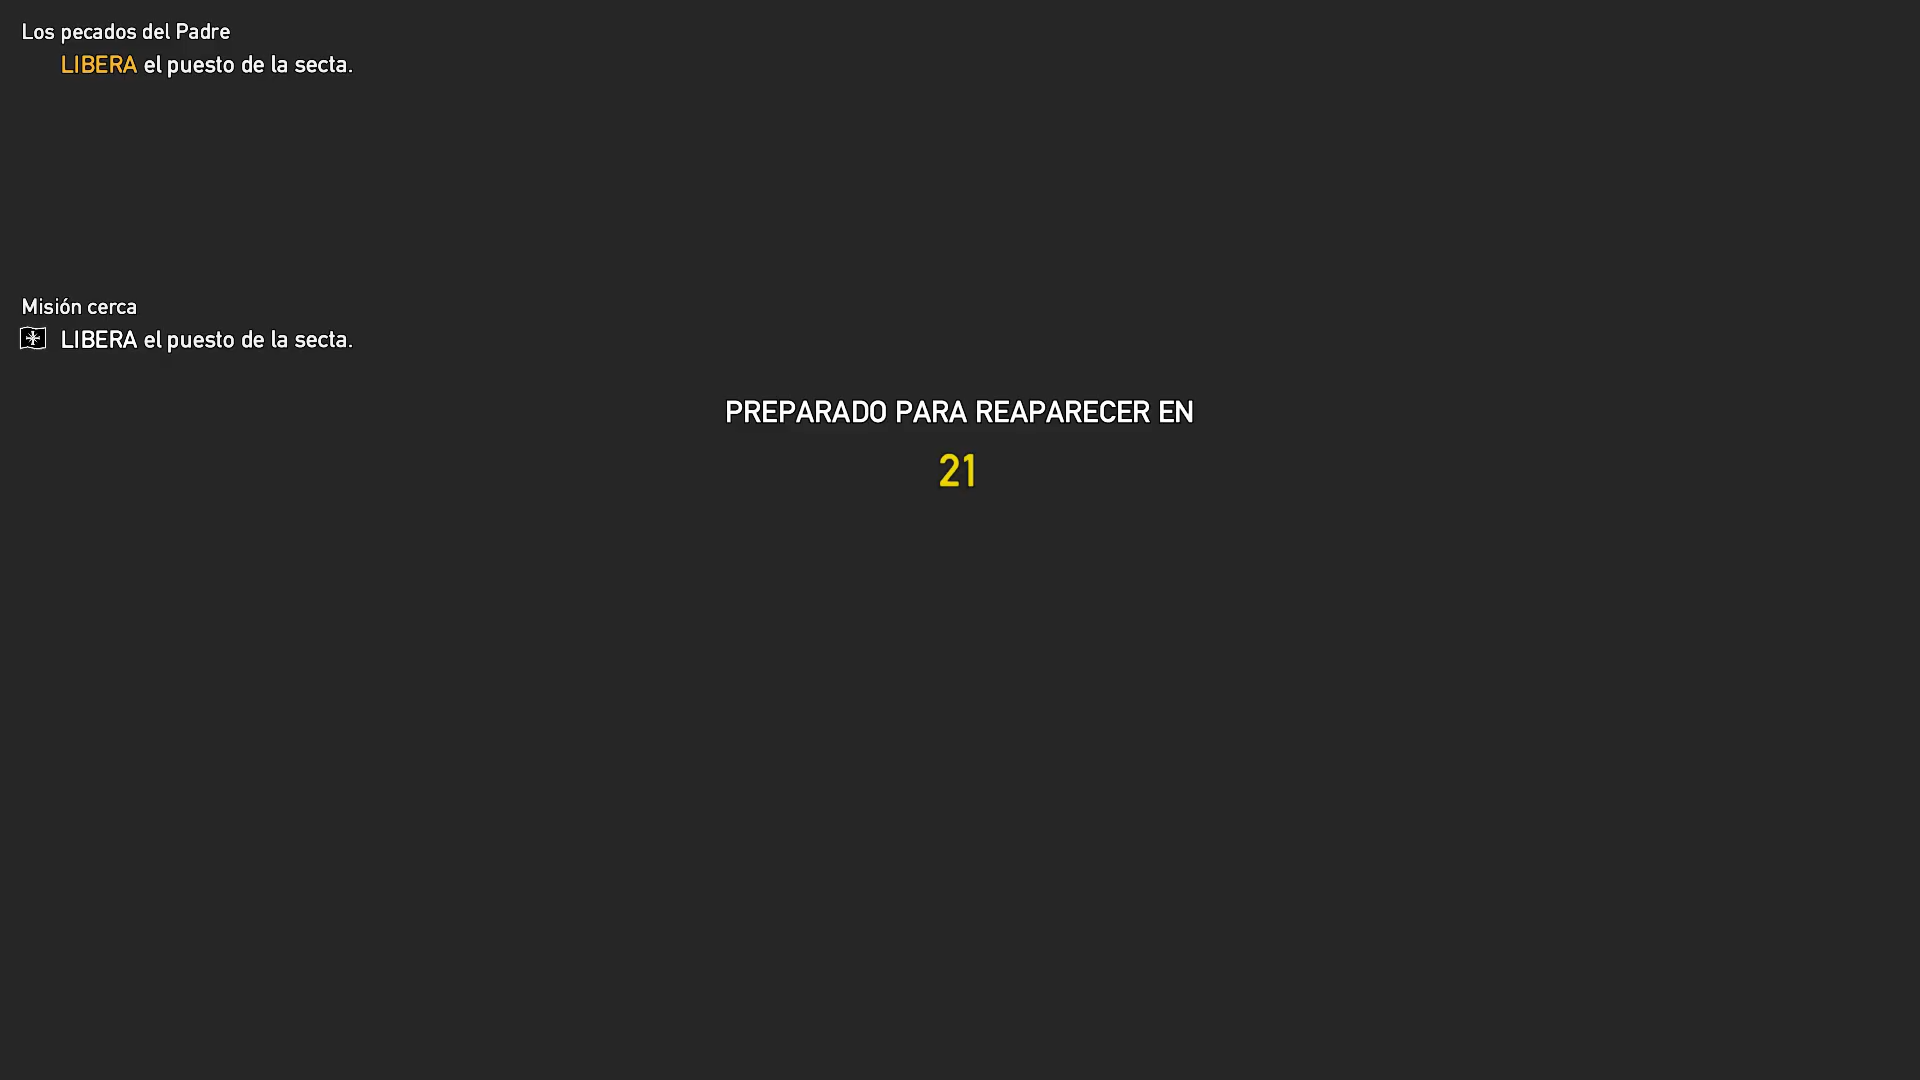 Los pecados del Padre
LIBERA el puesto de la secta.
Misión cerca
LIBERA el puesto de la secta.
PREPARADO PARA REAPARECER EN
21